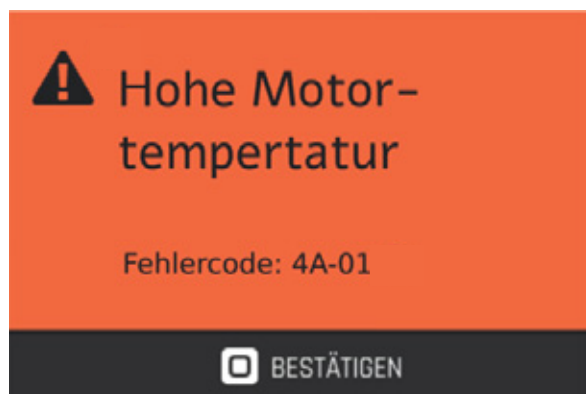 Hohe Motor-
tempertatur
Fehlercode: 4A-01
BESTÄTIGEN